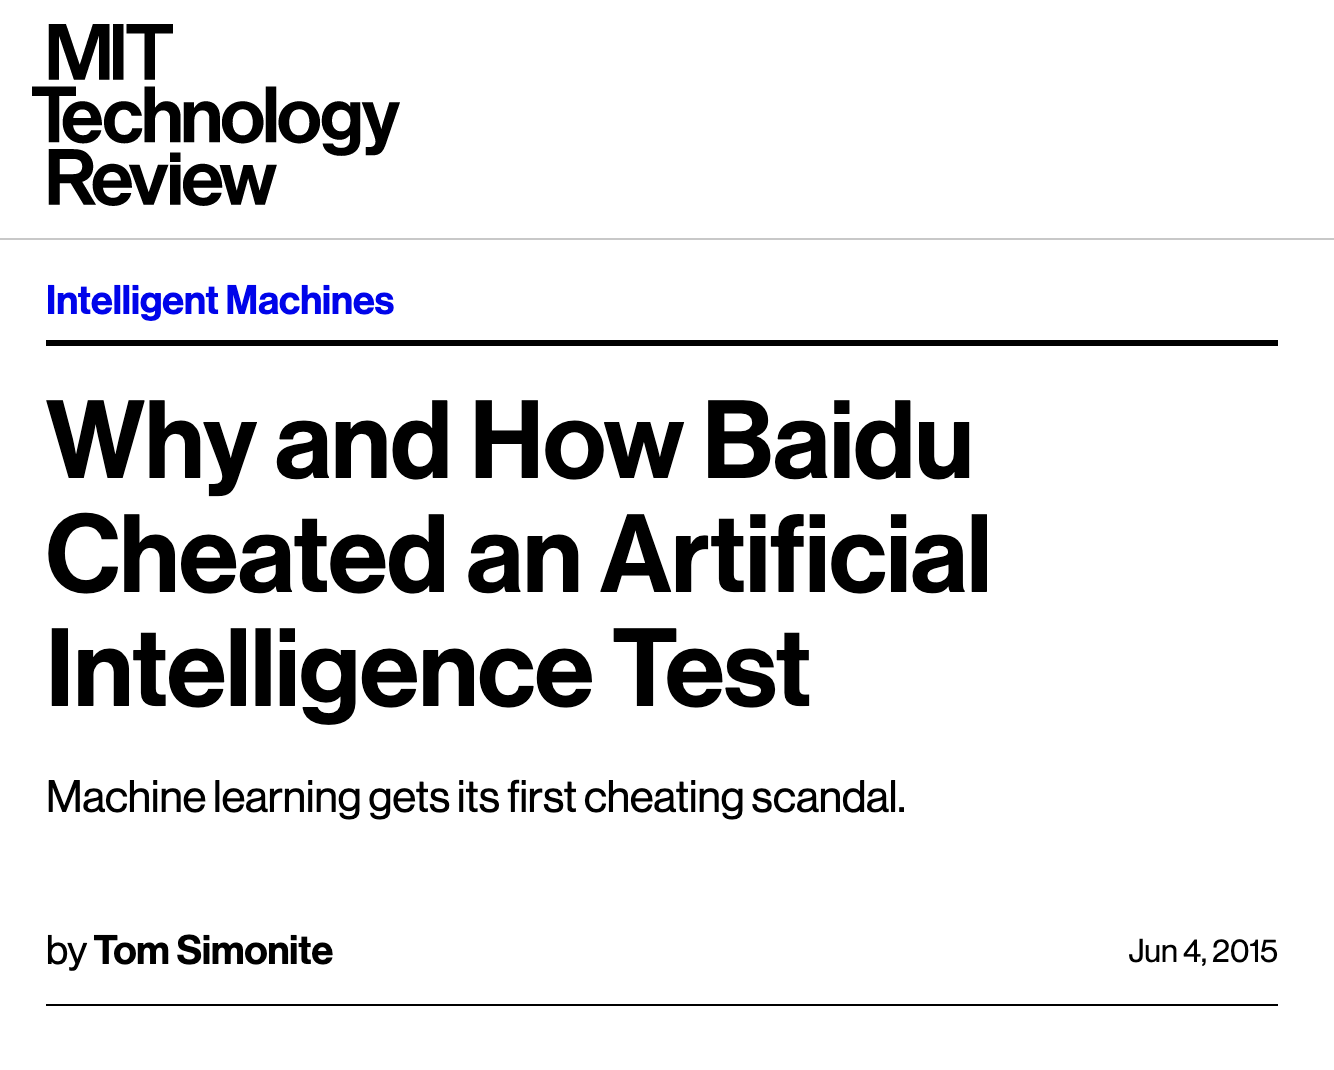 MIT
Technology
Review
Intelligent Machines
Why and How Baidu
Cheated an Artificial
Intelligence Test
Machine learning gets its first cheating scandal.
by Tom Simonite
Jun 4, 2015